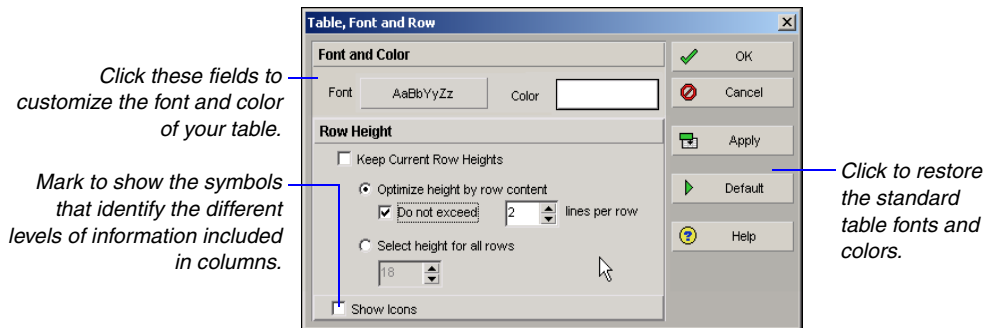 Table, Font and Row
Font and Color
Font
AaBbYyZz
Color
Row Height
Keep Current Row Heights
Optimize height by row content
Do not exceed
2
lines per row
Select height for all rows
18
Show Icons
OK
Cancel
Apply
Default
Help
Click these fields to
customize the font and color
of your table.
Mark to show the symbols
that identify the different
levels of information included
in columns.
Click to restore
the standard
table fonts and
colors.